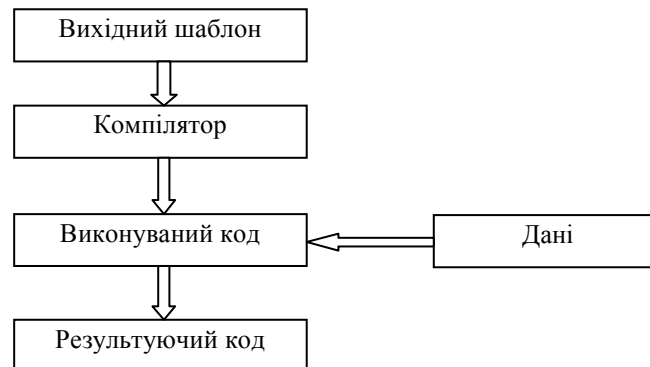 Вихідний шаблон
Компілятор
Виконуваний код
Дані
Результуючий код